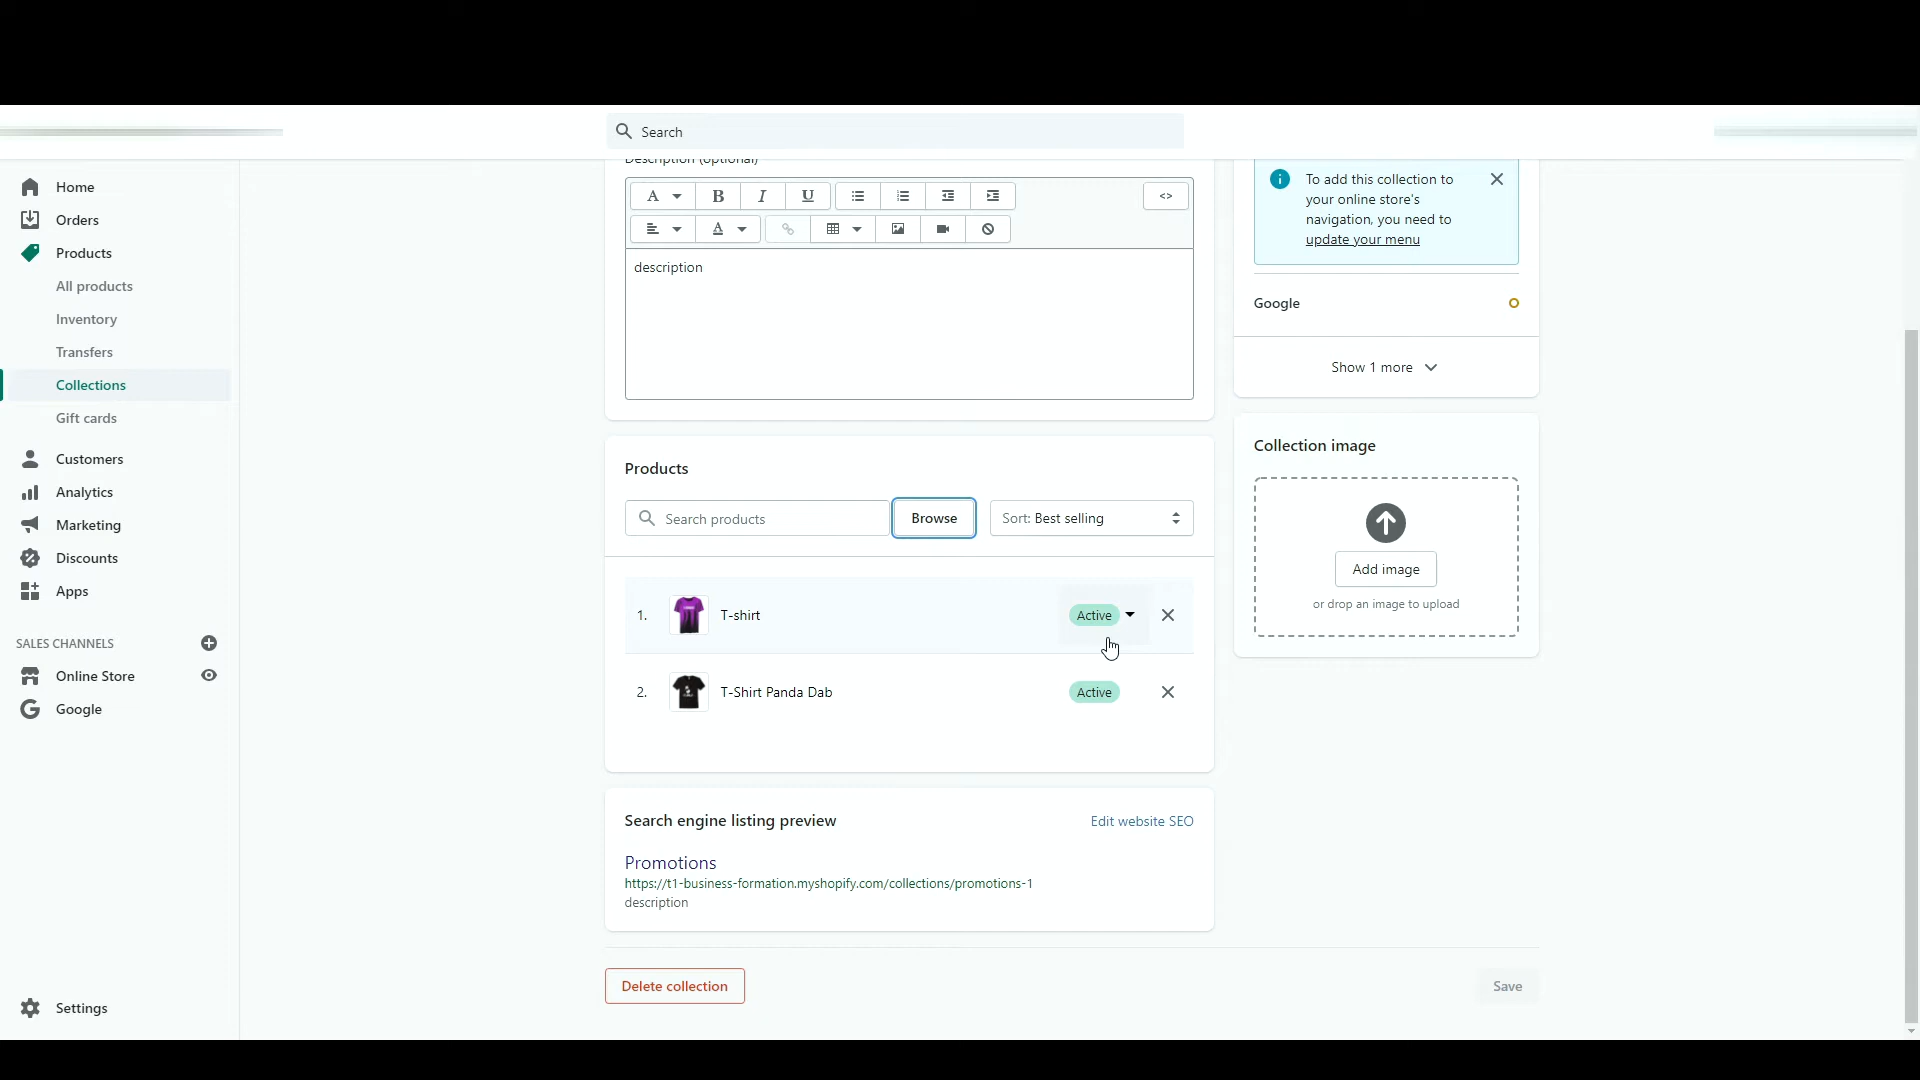 Search
Home
Orders
Products
All products
Inventory
Transfers
Collections
Gift cards
Customers
Analytics
Marketing
Discounts
Apps
SALES CHANNELS
Online Store
Google
Settings
Description (optional)
A
B
I
U
<>
A
description
Products
Search products
Browse
Sort: Best selling
1.
T-shirt
Active
2.
T-Shirt Panda Dab
Active
Search engine listing preview
Edit website SEO
Promotions
https://t1-business-formation.myshopify.com/collections/promotions-1
description
Delete collection
Save
To add this collection to
your online store's
navigation, you need to
update your menu
Google
Show 1 more
Collection image
Add image
or drop an image to upload